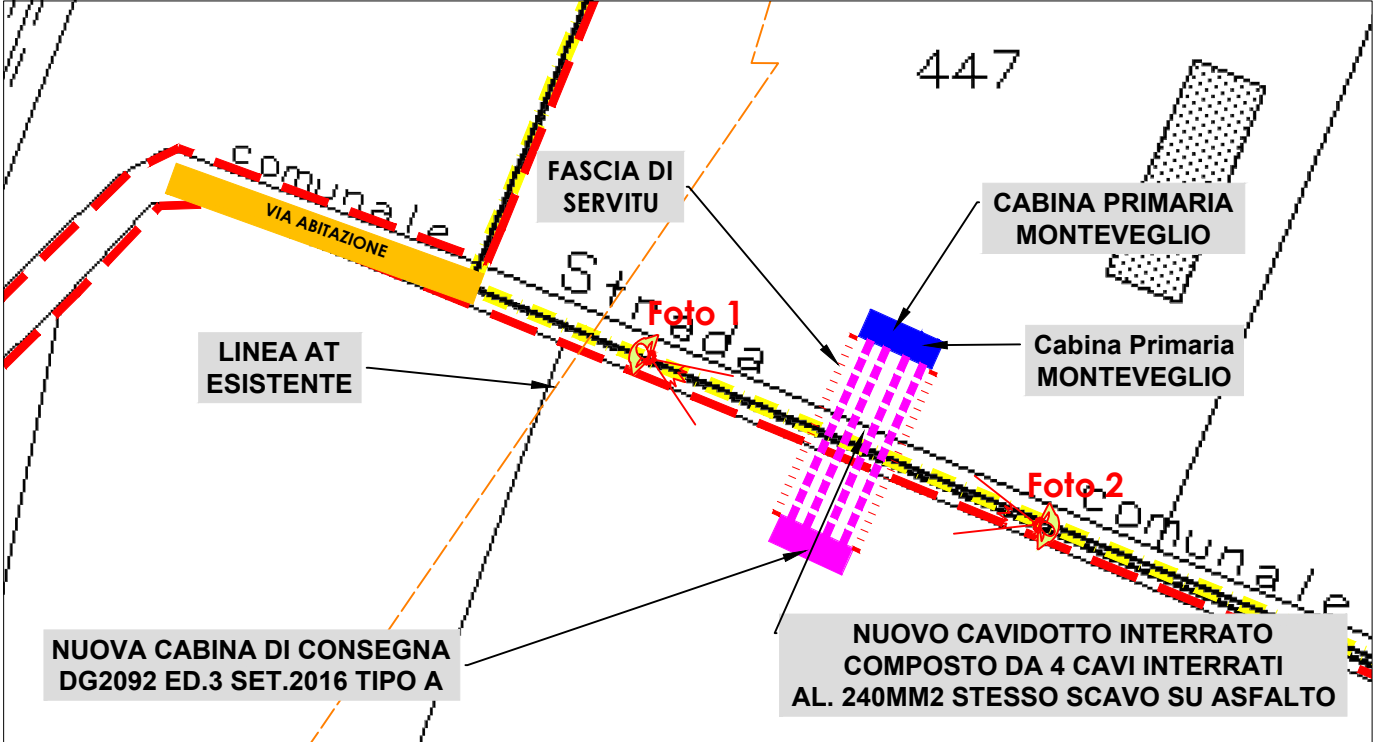 447
comunale
VIA ABITAZIONE
FASCIA DI
SERVITU
CABINA PRIMARIA
MONTEVEGLIO
Strada
Foto 1
LINEA AT
ESISTENTE
Cabina Primaria
MONTEVEGLIO
Foto 2
comunale
NUOVA CABINA DI CONSEGNA
DG2092 ED.3 SET.2016 TIPO A
NUOVO CAVIDOTTO INTERRATO
COMPOSTO DA 4 CAVI INTERRATI
AL. 240MM2 STESSO SCAVO SU ASFALTO